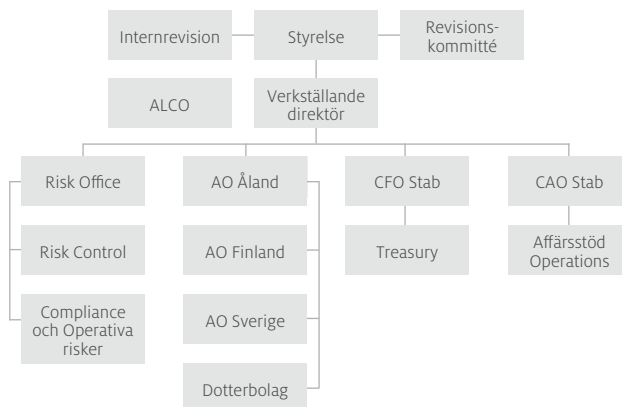 Internrevision
Styrelse
Revisions-
kommitté
ALCO
Verkställande
direktör
Risk Office
AO Åland
CFO Stab
CAO Stab
Risk Control
AO Finland
Treasury
Affärsstöd
Operations
Compliance
och Operativa
risker
AO Sverige
Dotterbolag